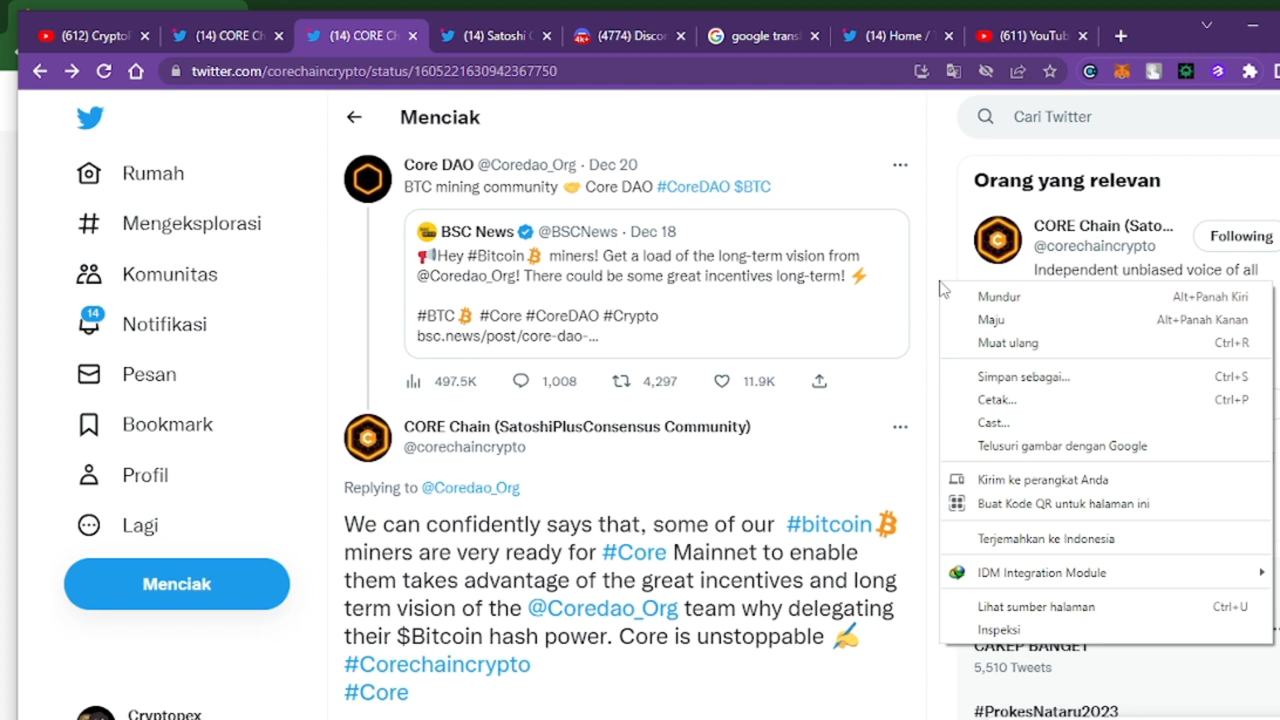 (612) Crypto
(14) CORE Ch
(14) CORE Ch
(14) Satoshi
(4774) Discor
google trans
(14) Home /
(611) YouTub
twitter.com/corechaincrypto/status/1605221630942367750
Rumah
Mengeksplorasi
Komunitas
14
Notifikasi
Pesan
Bookmark
Profil
Lagi
Menciak
Cryptopex
Menciak
Core DAO @Coredao_Org · Dec 20
BTC mining community 🤝 Core DAO #CoreDAO $BTC
BSC News @BSCNews · Dec 18
📢Hey #Bitcoin miners! Get a load of the long-term vision from
@Coredao_Org! There could be some great incentives long-term! ⚡
#BTC #Core #CoreDAO #Crypto
bsc.news/post/core-dao-...
497.5K 1,008 4,297 11.9K
CORE Chain (SatoshiPlusConsensus Community)
@corechaincrypto
Replying to @Coredao_Org
We can confidently says that, some of our #bitcoin
miners are very ready for #Core Mainnet to enable
them takes advantage of the great incentives and long
term vision of the @Coredao_Org team why delegating
their $Bitcoin hash power. Core is unstoppable ✍
#Corechaincrypto
#Core
Cari Twitter
Orang yang relevan
CORE Chain (Sato...
@corechaincrypto
Following
Independent unbiased voice of all
Mundur Alt+Panah Kiri
Maju Alt+Panah Kanan
Muat ulang Ctrl+R
Simpan sebagai... Ctrl+S
Cetak... Ctrl+P
Cast...
Telusuri gambar dengan Google
Kirim ke perangkat Anda
Buat Kode QR untuk halaman ini
Terjemahkan ke Indonesia
IDM Integration Module
Lihat sumber halaman Ctrl+U
Inspeksi
CAKEP BANGET
5,510 Tweets
#ProkesNataru2023